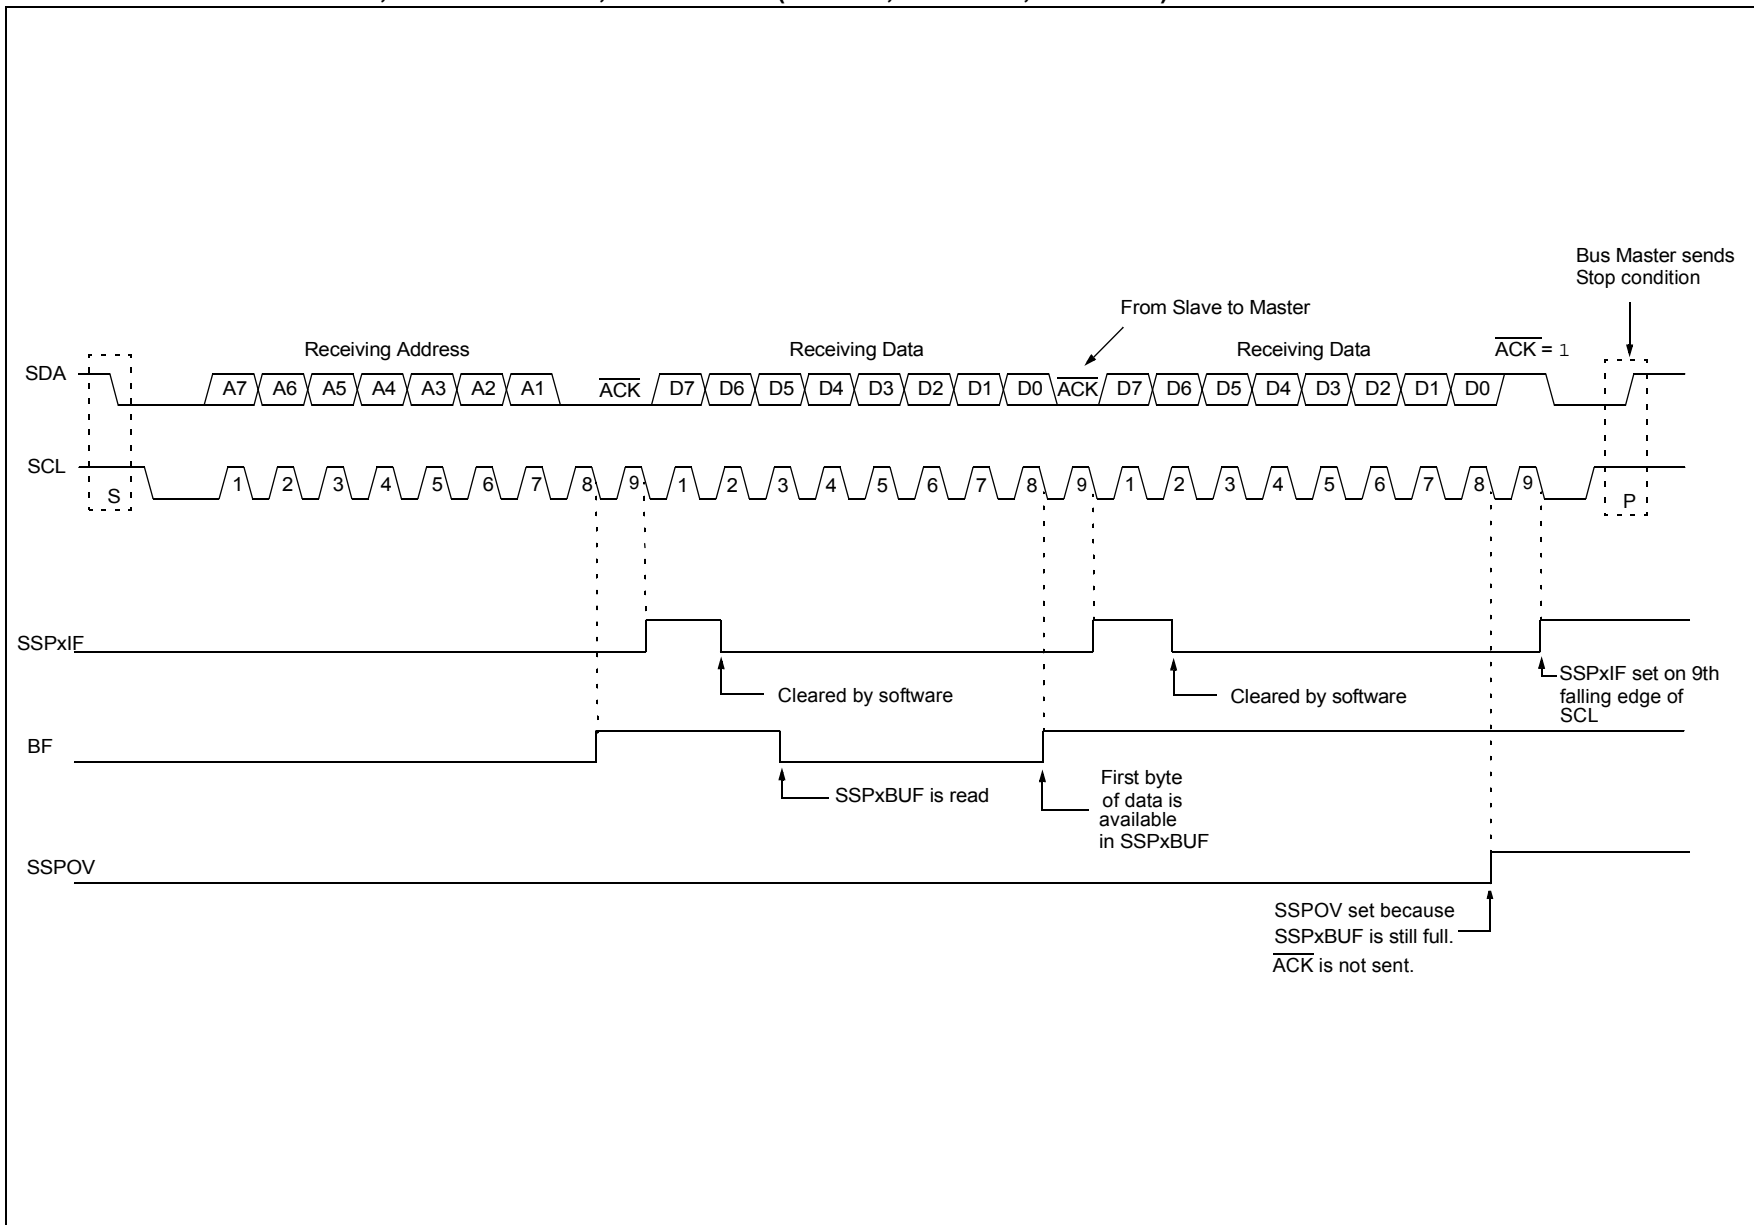 Bus Master sends
Stop condition
From Slave to Master
Receiving Address
Receiving Data
Receiving Data
ACK = 1
SDA
A7 A6 A5 A4 A3 A2 A1 ACK D7 D6 D5 D4 D3 D2 D1 D0 ACK D7 D6 D5 D4 D3 D2 D1 D0
SCL
S 1 2 3 4 5 6 7 8 9 1 2 3 4 5 6 7 8 9 1 2 3 4 5 6 7 8 9 P
SSPxIF
Cleared by software
Cleared by software
SSPxIF set on 9th
falling edge of
SCL
BF
SSPxBUF is read
First byte
of data is
available
in SSPxBUF
SSPOV
SSPOV set because
SSPxBUF is still full.
ACK is not sent.